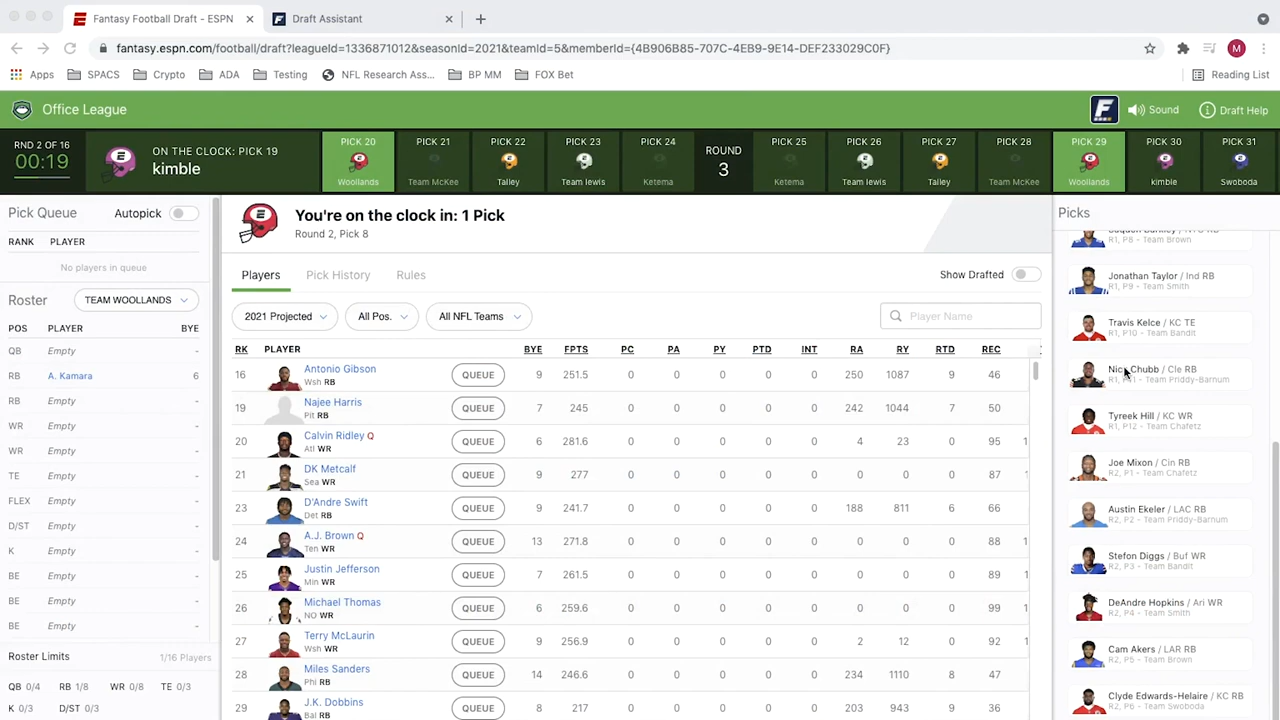 Fantasy Football Draft - ESPN
Draft Assistant
fantasy.espn.com/football/draft?leagueId=1336871012&seasonId=2021&teamId=5&memberId={4B906B85-707C-4EB9-9E14-DEF233029C0F}
M
Apps SPACS Crypto ADA Testing NFL Research Ass... BP MM FOX Bet Reading List
Office League
F Sound Draft Help
RND 2 OF 16
00:19
ON THE CLOCK: PICK 19
kimble
PICK 20 Woollands
PICK 21 Team McKee
PICK 22 Talley
PICK 23 Team lewis
PICK 24 Ketema
ROUND 3
PICK 25 Ketema
PICK 26 Team lewis
PICK 27 Talley
PICK 28 Team McKee
PICK 29 Woollands
PICK 30 kimble
PICK 31 Swoboda
Pick Queue Autopick
RANK PLAYER
No players in queue
Roster TEAM WOOLLANDS
POS PLAYER BYE
QB Empty -
RB A. Kamara 6
RB Empty -
WR Empty -
WR Empty -
TE Empty -
FLEX Empty -
D/ST Empty -
K Empty -
BE Empty -
BE Empty -
BE Empty -
Roster Limits 1/16 Players
QB 0/4 RB 1/8 WR 0/8 TE 0/3
K 0/3 D/ST 0/3
You're on the clock in: 1 Pick
Round 2, Pick 8
Players Pick History Rules Show Drafted
2021 Projected All Pos. All NFL Teams Player Name
RK PLAYER BYE FPTS PC PA PY PTD INT RA RY RTD REC
16 Antonio Gibson Wsh RB QUEUE 9 251.5 0 0 0 0 0 250 1087 9 46
19 Najee Harris Pit RB QUEUE 7 245 0 0 0 0 0 242 1044 7 50
20 Calvin Ridley Q Atl WR QUEUE 6 281.6 0 0 0 0 0 4 23 0 95 1
21 DK Metcalf Sea WR QUEUE 9 277 0 0 0 0 0 0 0 0 87 1
23 D'Andre Swift Det RB QUEUE 9 241.7 0 0 0 0 0 188 811 6 66
24 A.J. Brown Q Ten WR QUEUE 13 271.8 0 0 0 0 0 0 0 0 88 1
25 Justin Jefferson Min WR QUEUE 7 261.5 0 0 0 0 0 0 0 0 89 1
26 Michael Thomas NO WR QUEUE 6 259.6 0 0 0 0 0 0 0 0 99 1
27 Terry McLaurin Wsh WR QUEUE 9 256.9 0 0 0 0 0 2 12 0 92 1
28 Miles Sanders Phi RB QUEUE 14 246.6 0 0 0 0 0 234 1110 8 47
29 J.K. Dobbins Bal RB QUEUE 8 217 0 0 0 0 0 203 943 9 36
Picks
R1, P8 - Team Brown
Jonathan Taylor / Ind RB
R1, P9 - Team Smith
Travis Kelce / KC TE
R1, P10 - Team Bandit
Nick Chubb / Cle RB
R1, P11 - Team Priddy-Barnum
Tyreek Hill / KC WR
R1, P12 - Team Chafetz
Joe Mixon / Cin RB
R2, P1 - Team Chafetz
Austin Ekeler / LAC RB
R2, P2 - Team Priddy-Barnum
Stefon Diggs / Buf WR
R2, P3 - Team Bandit
DeAndre Hopkins / Ari WR
R2, P4 - Team Smith
Cam Akers / LAR RB
R2, P5 - Team Brown
Clyde Edwards-Helaire / KC RB
R2, P6 - Team Swoboda